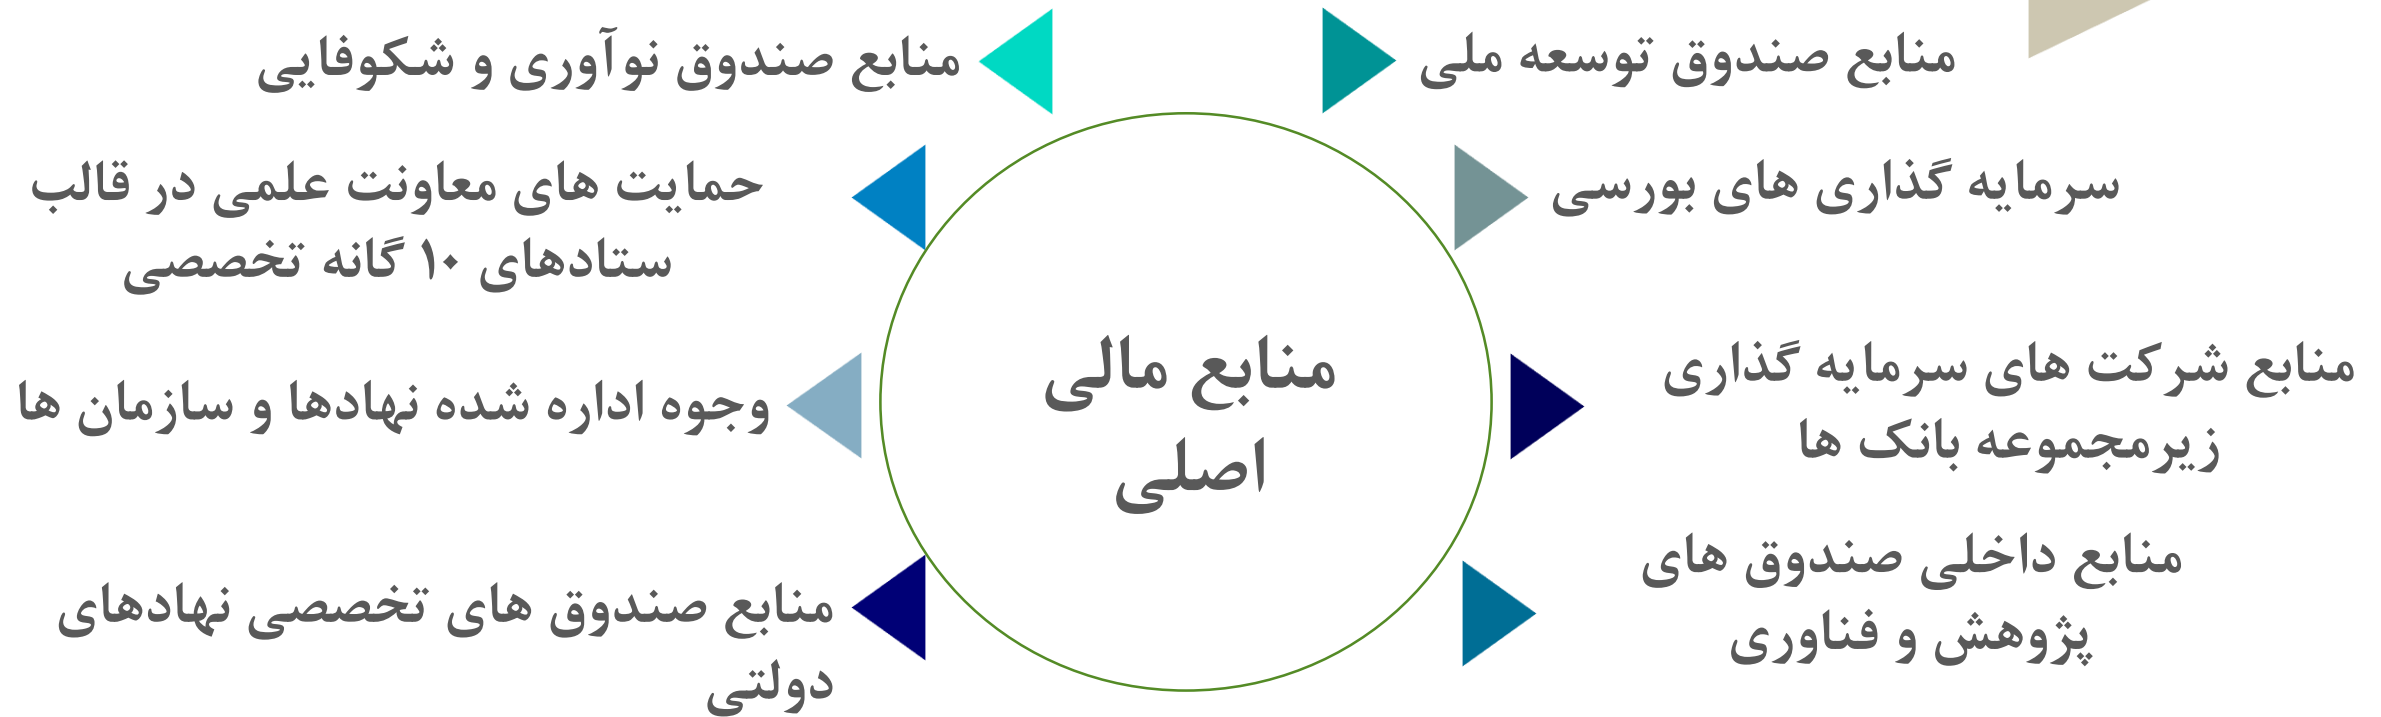 منابع صندوق توسعه ملی
سرمایه گذاری های بورسی
منابع شرکت های سرمایه گذاری
زیرمجموعه بانک ها
منابع داخلی صندوق های
پژوهش و فناوری
منابع مالی
اصلی
منابع صندوق نوآوری و شکوفایی
حمایت های معاونت علمی در قالب
ستادهای ۱۰ گانه تخصصی
وجوه اداره شده نهادها و سازمان ها
منابع صندوق های تخصصی نهادهای
دولتی